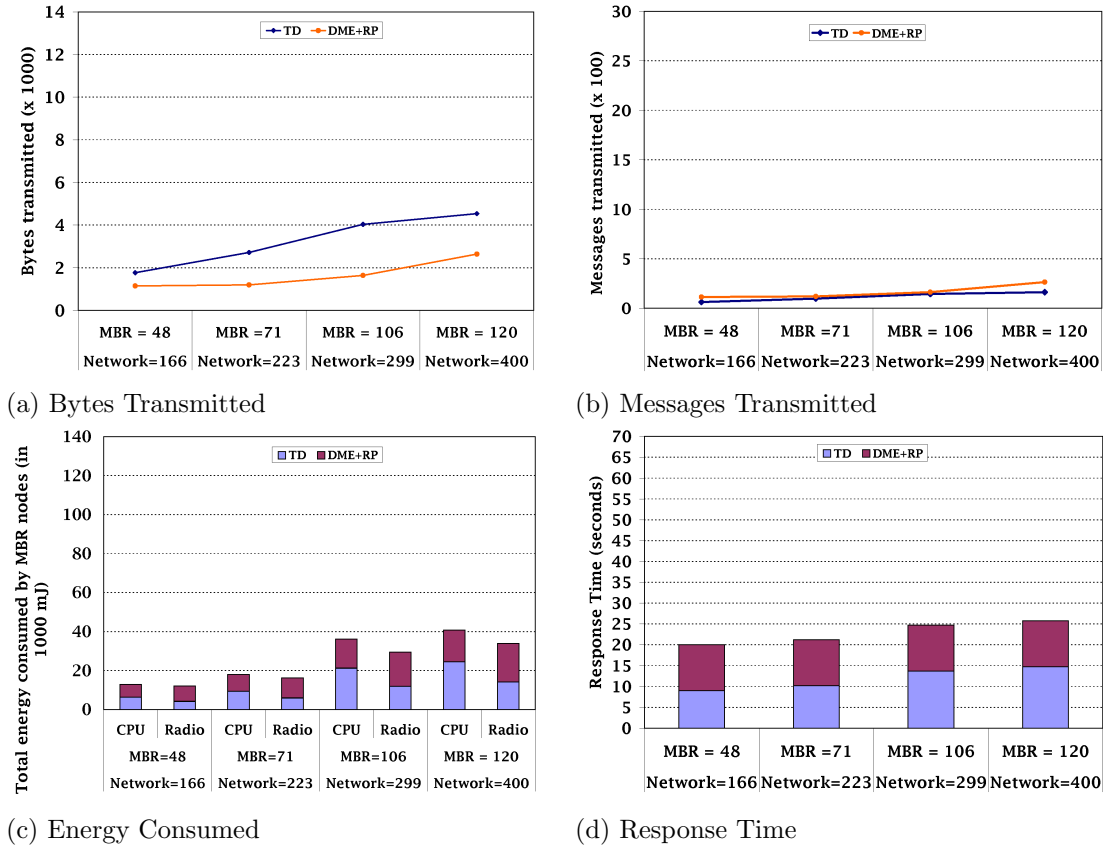 Bytes transmitted (x 1000)
14
12
10
8
6
4
2
0
TD DME+RP
MBR = 48 MBR =71 MBR = 106 MBR = 120
Network=166 Network=223 Network=299 Network=400
(a) Bytes Transmitted
Messages transmitted (x 100)
30
25
20
15
10
5
0
TD DME+RP
MBR = 48 MBR =71 MBR = 106 MBR = 120
Network=166 Network=223 Network=299 Network=400
(b) Messages Transmitted
Total energy consumed by MBR nodes (in
1000 mJ)
140
120
100
80
60
40
20
0
TD DME+RP
CPU Radio CPU Radio CPU Radio CPU Radio
MBR=48 MBR=71 MBR=106 MBR = 120
Network=166 Network=223 Network=299 Network=400
(c) Energy Consumed
Response Time (seconds)
70
65
60
55
50
45
40
35
30
25
20
15
10
5
0
TD DME+RP
MBR = 48 MBR =71 MBR = 106 MBR = 120
Network=166 Network=223 Network=299 Network=400
(d) Response Time